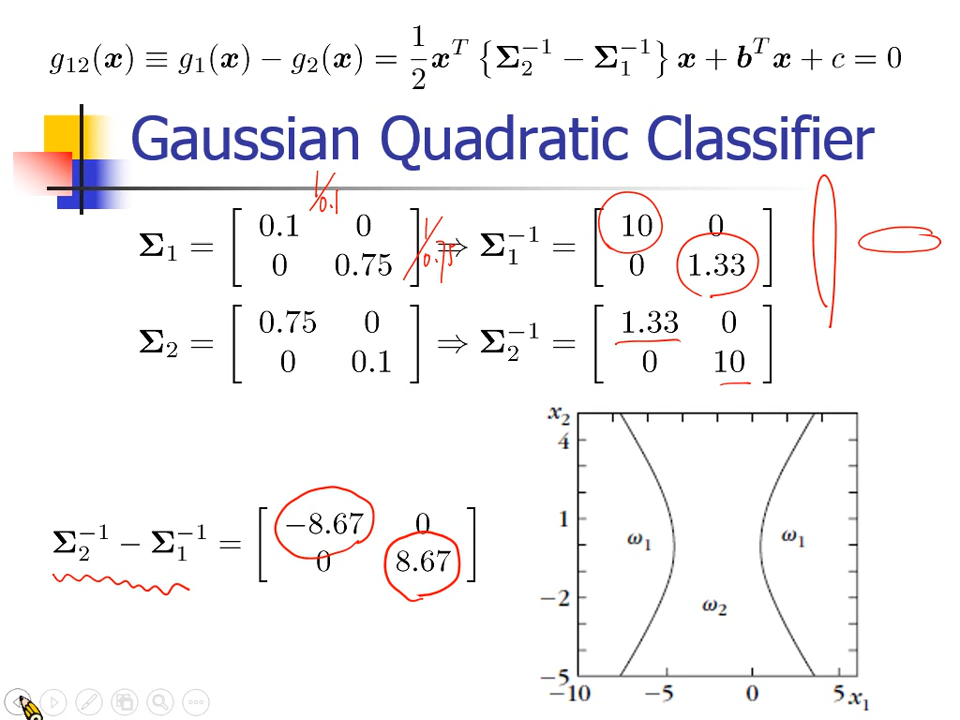 g₁₂(x) ≡ g₁(x) − g₂(x) = 1/2 xᵀ {Σ₂⁻¹ − Σ₁⁻¹} x + bᵀx + c = 0
Gaussian Quadratic Classifier
1/0.1
Σ₁ = [ 0.1 0 ; 0 0.75 ] ⇒ Σ₁⁻¹ = [ 10 0 ; 0 1.33 ]
1/0.75
Σ₂ = [ 0.75 0 ; 0 0.1 ] ⇒ Σ₂⁻¹ = [ 1.33 0 ; 0 10 ]
Σ₂⁻¹ − Σ₁⁻¹ = [ −8.67 0 ; 0 8.67 ]
x₂
4
1
ω₁ ω₁
−2
ω₂
−5
−10 −5 0 5 x₁